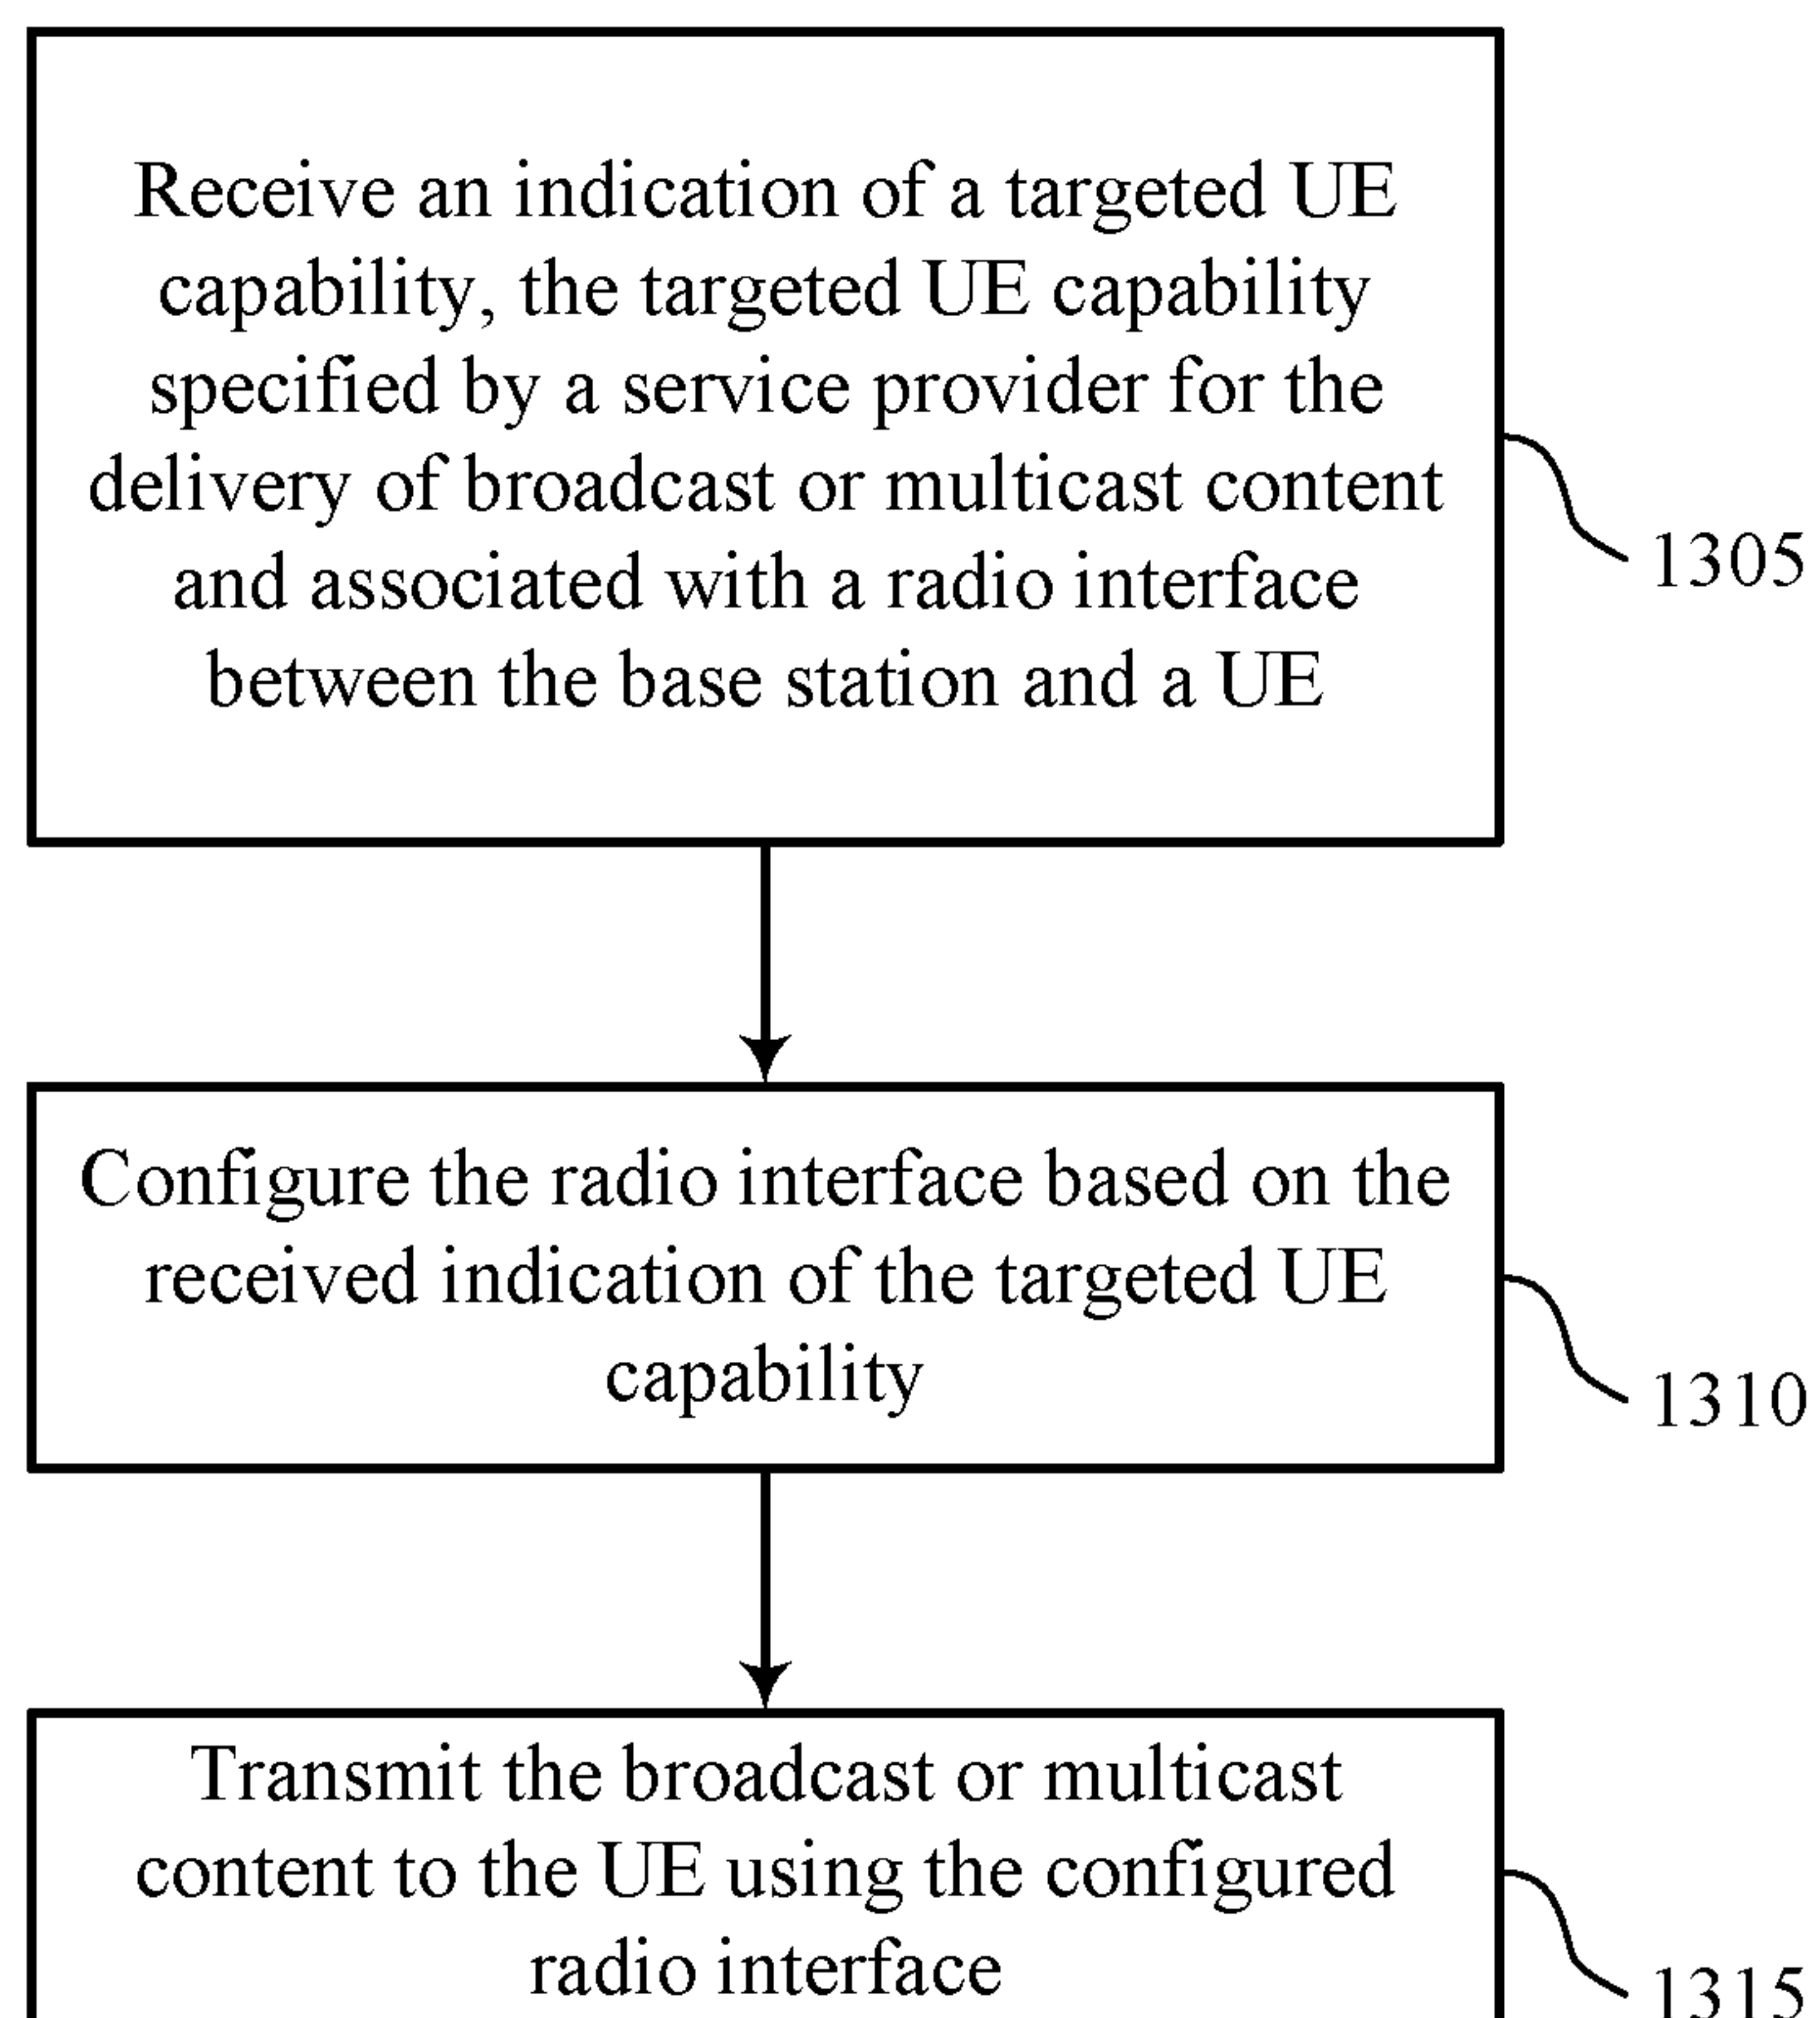 Receive an indication of a targeted UE
capability, the targeted UE capability
specified by a service provider for the
delivery of broadcast or multicast content
and associated with a radio interface
between the base station and a UE
1305
Configure the radio interface based on the
received indication of the targeted UE
capability
1310
Transmit the broadcast or multicast
content to the UE using the configured
radio interface
1315